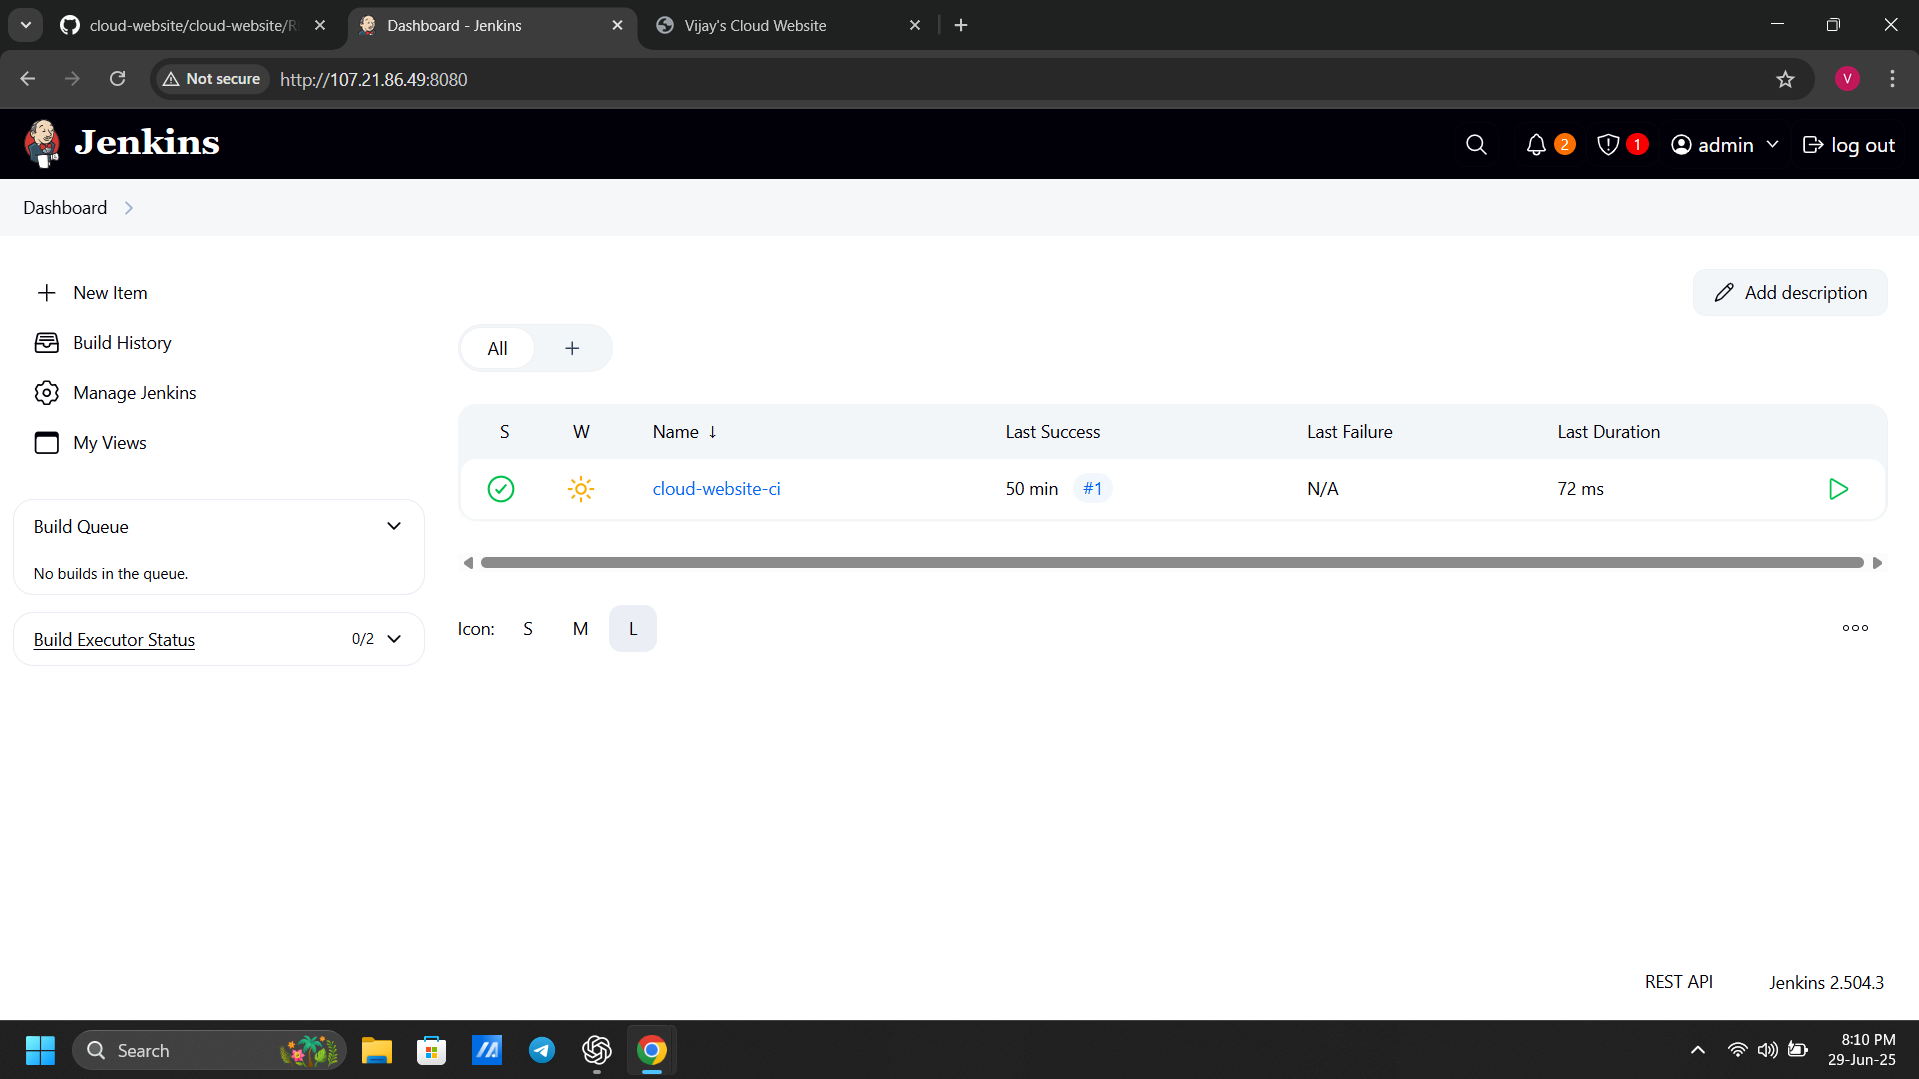 cloud-website/cloud-website/R
Dashboard - Jenkins
Vijay's Cloud Website
Not secure
http://107.21.86.49:8080
V
Jenkins
2
1
admin
log out
Dashboard
New Item
Build History
Manage Jenkins
My Views
Add description
All
+
S W Name ↓ Last Success Last Failure Last Duration
cloud-website-ci 50 min #1 N/A 72 ms
Build Queue
No builds in the queue.
Build Executor Status 0/2
Icon: S M L
REST API
Jenkins 2.504.3
Search
8:10 PM
29-Jun-25